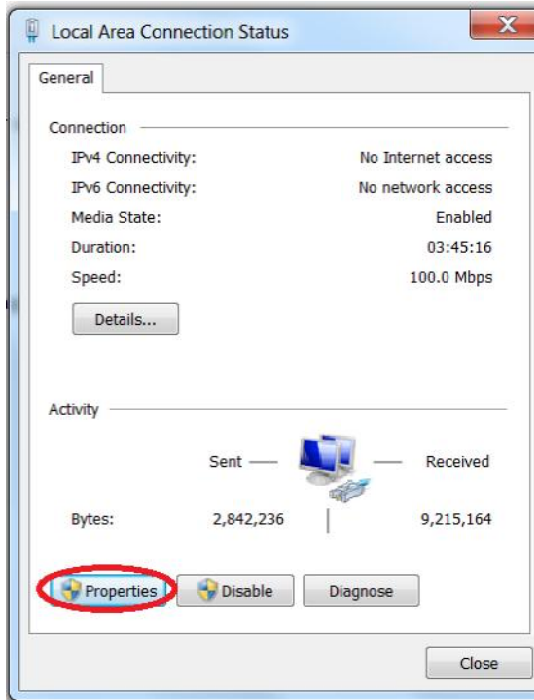 Local Area Connection Status
General
Connection
IPv4 Connectivity: No Internet access
IPv6 Connectivity: No network access
Media State: Enabled
Duration: 03:45:16
Speed: 100.0 Mbps
Details...
Activity
Sent Received
Bytes: 2,842,236 9,215,164
Properties Disable Diagnose
Close